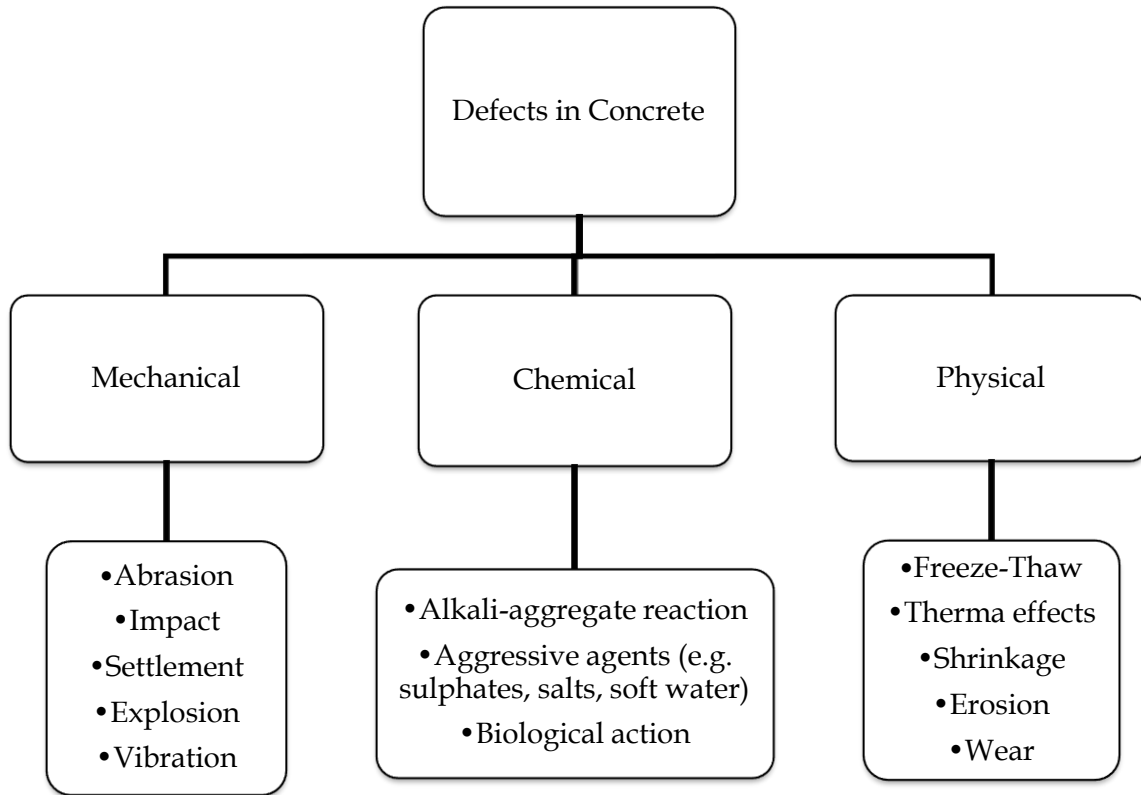 Defects in Concrete
Mechanical
Chemical
Physical
•Abrasion
•Impact
•Settlement
•Explosion
•Vibration
•Alkali-aggregate reaction
•Aggressive agents (e.g.
sulphates, salts, soft water)
•Biological action
•Freeze-Thaw
•Therma effects
•Shrinkage
•Erosion
•Wear